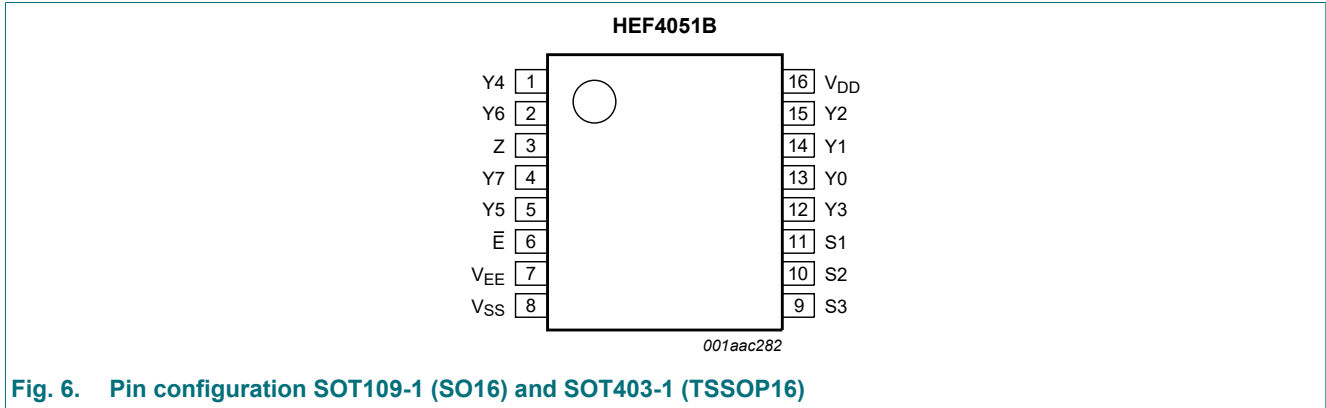 HEF4051B
Y4 1 16 VDD
Y6 2 15 Y2
Z 3 14 Y1
Y7 4 13 Y0
Y5 5 12 Y3
E̅ 6 11 S1
VEE 7 10 S2
VSS 8 9 S3
001aac282
Fig. 6. Pin configuration SOT109-1 (SO16) and SOT403-1 (TSSOP16)